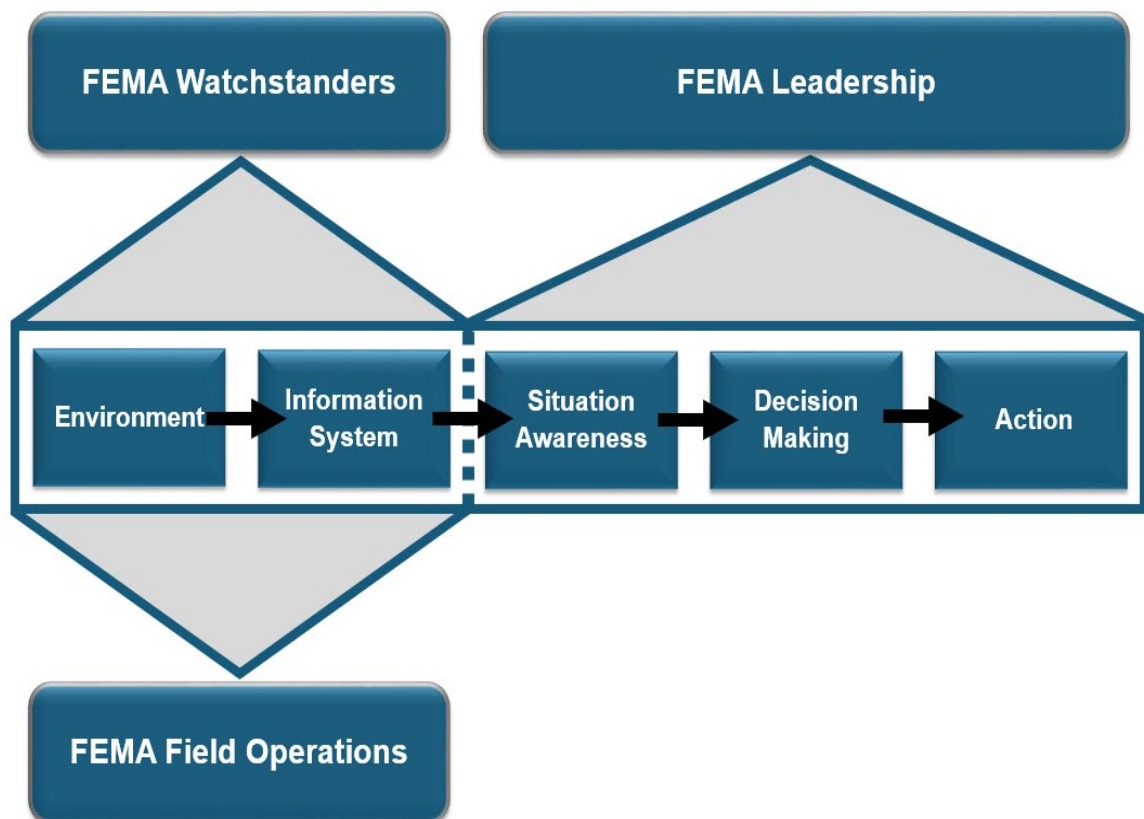 FEMA Watchstanders
FEMA Leadership
Environment
Information
System
Situation
Awareness
Decision
Making
Action
FEMA Field Operations